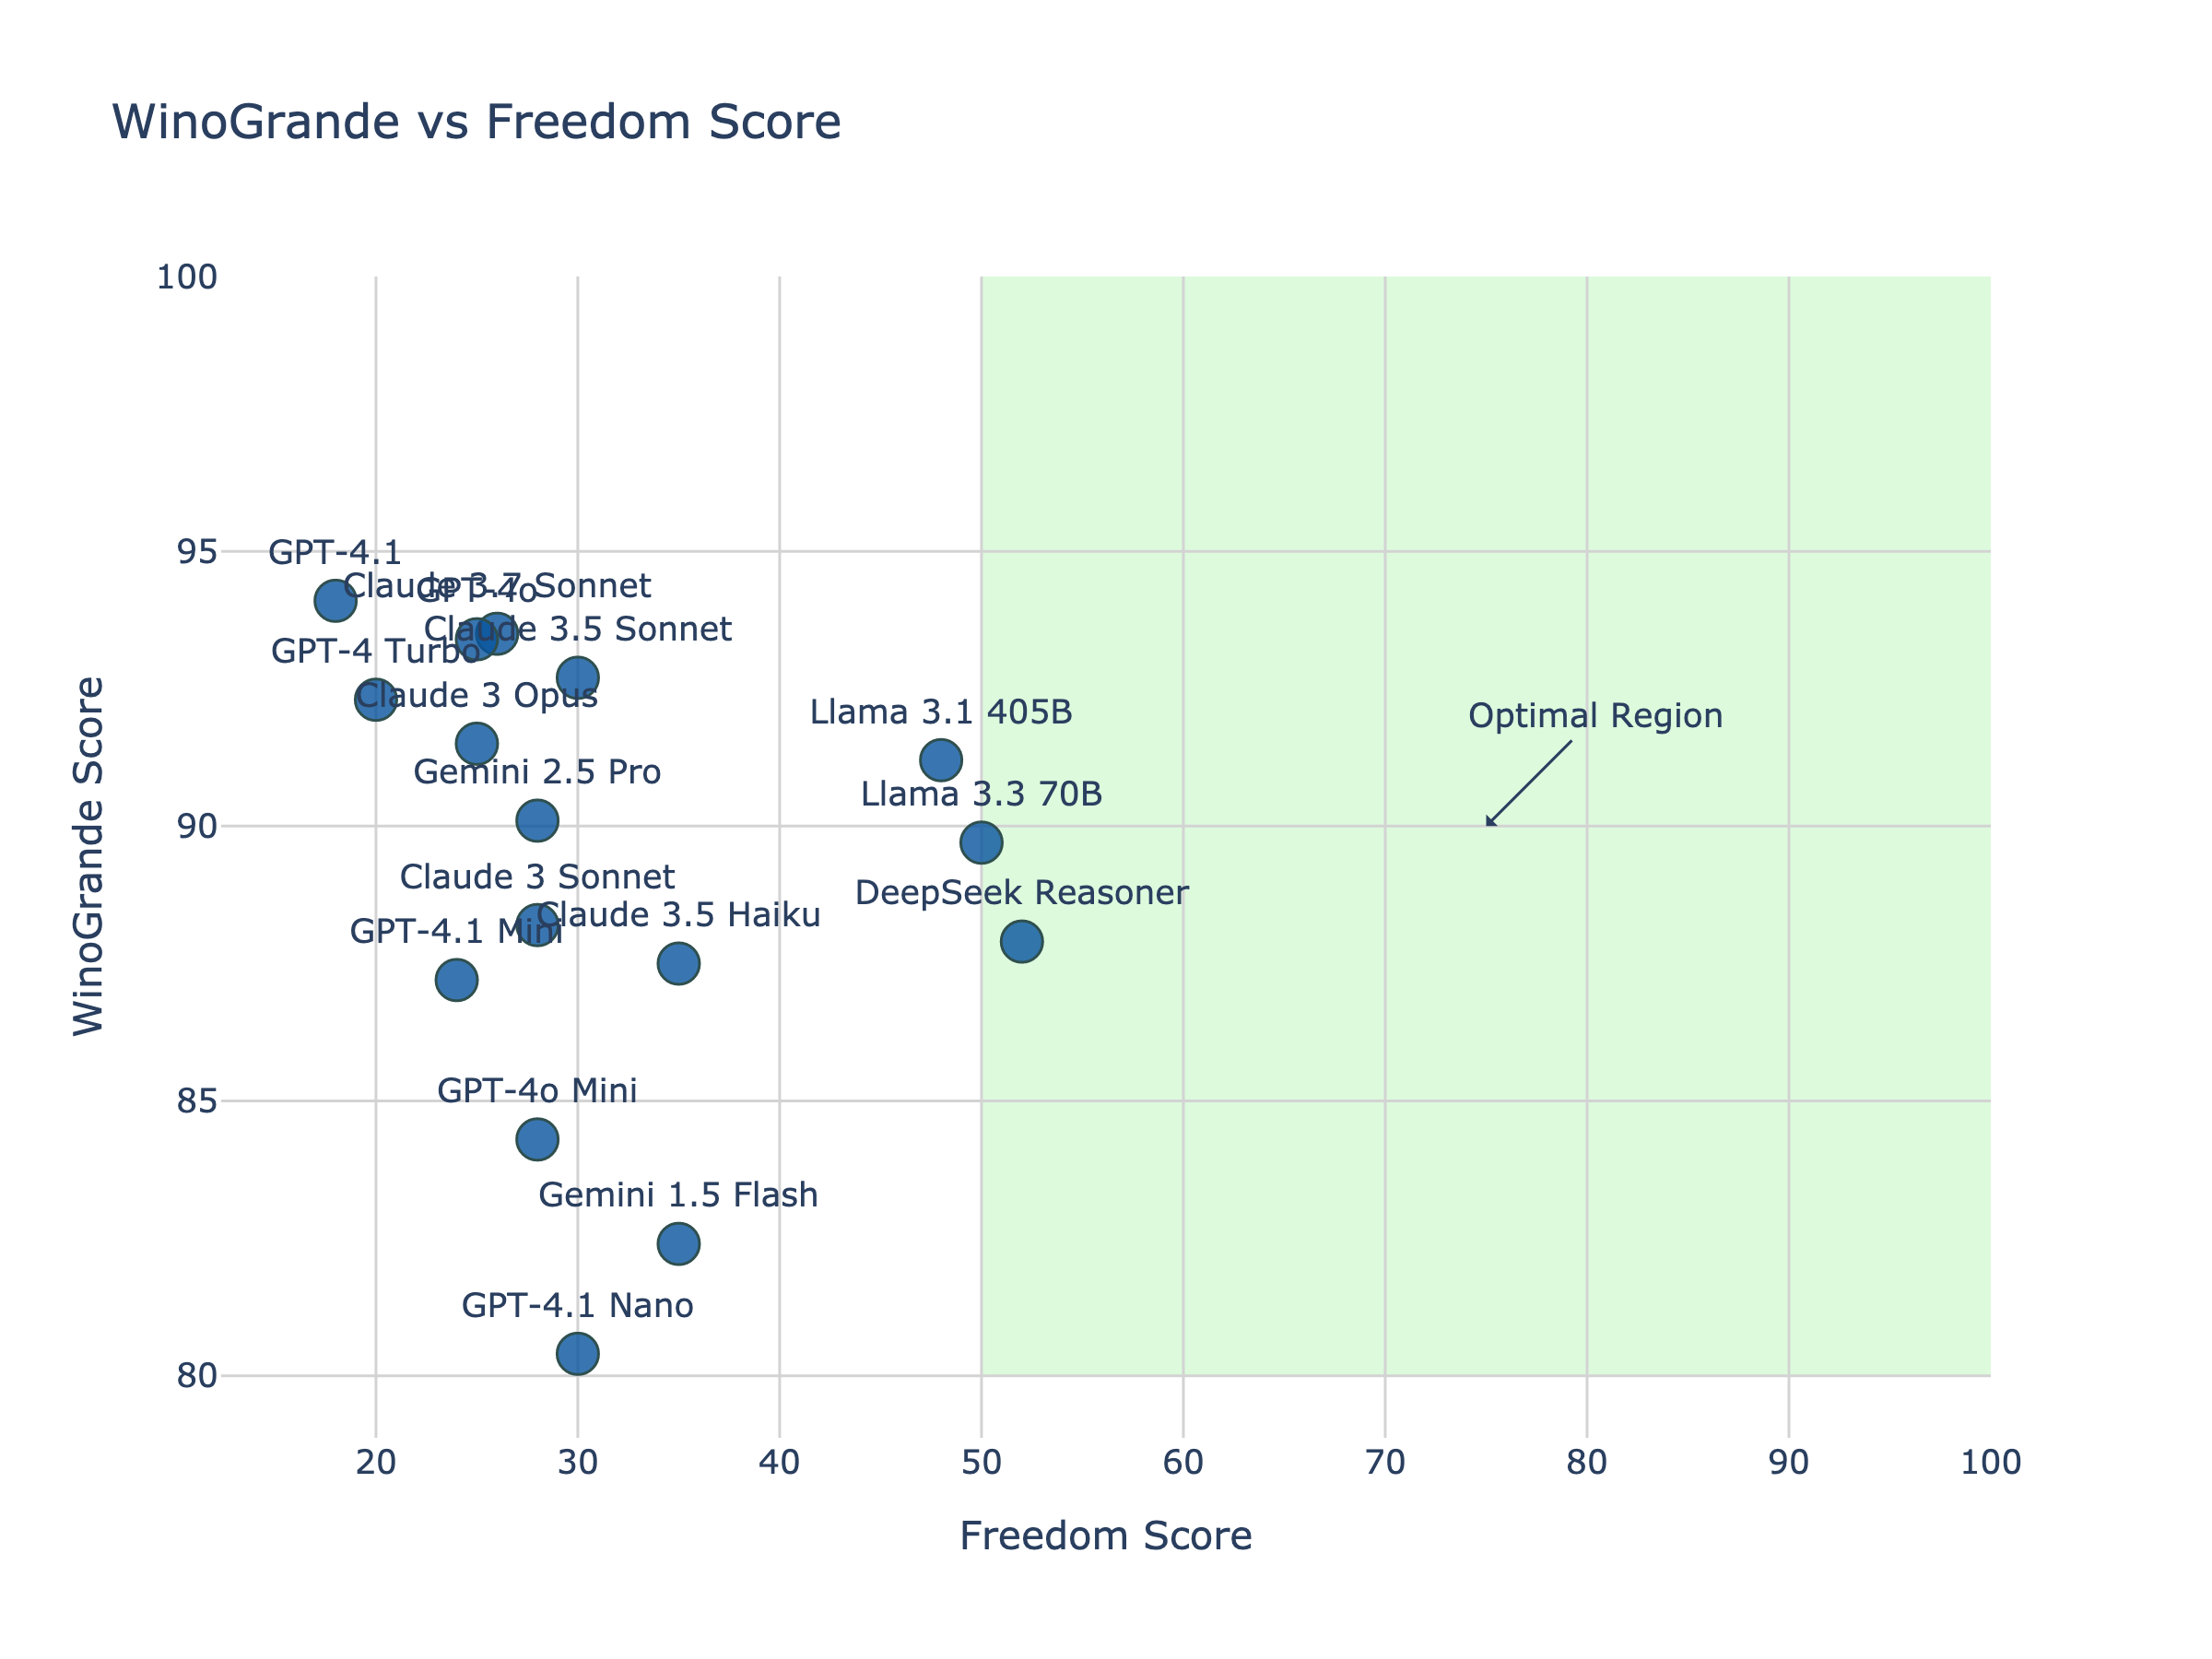 WinoGrande vs Freedom Score
100
95
90
85
80
WinoGrande Score
GPT-4.1
Claude 3.7 Sonnet
GPT-4o
Claude 3.5 Sonnet
GPT-4 Turbo
Claude 3 Opus
Llama 3.1 405B
Optimal Region
Gemini 2.5 Pro
Llama 3.3 70B
Claude 3 Sonnet
DeepSeek Reasoner
Claude 3.5 Haiku
GPT-4.1 Mini
GPT-4o Mini
Gemini 1.5 Flash
GPT-4.1 Nano
20 30 40 50 60 70 80 90 100
Freedom Score